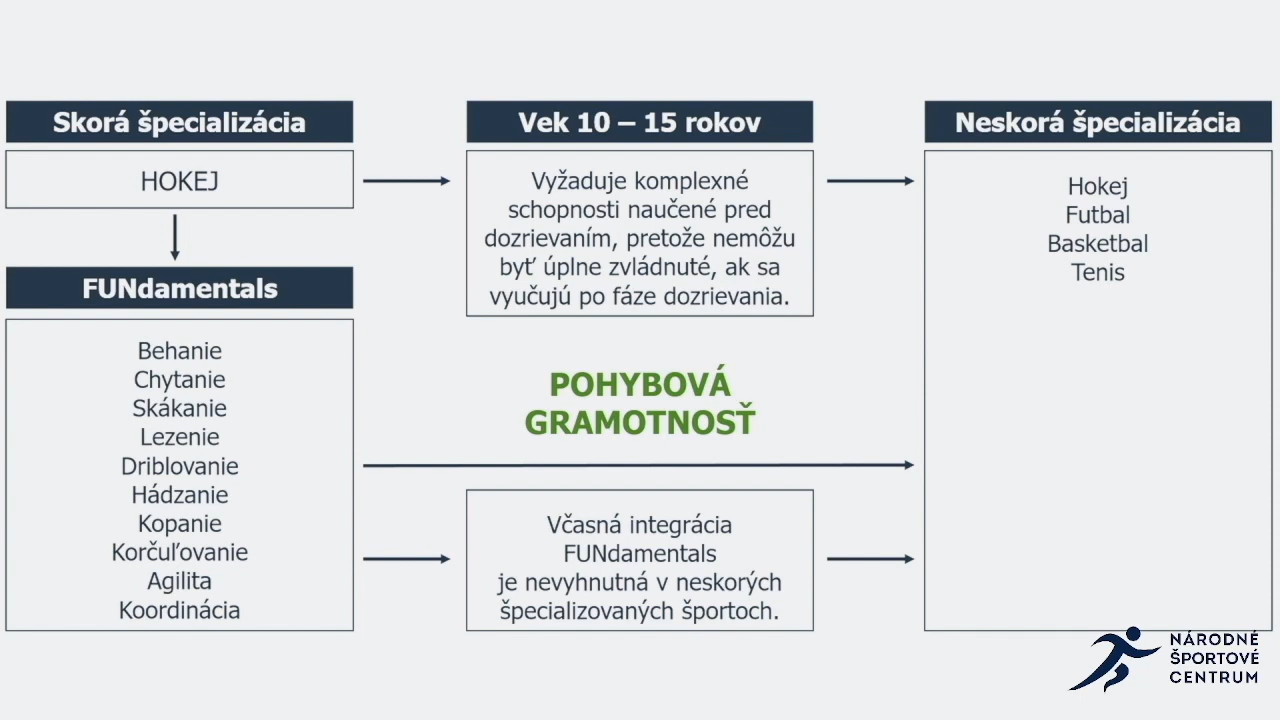 Skorá špecializácia
HOKEJ
FUNdamentals
Behanie
Chytanie
Skákanie
Lezenie
Driblovanie
Hádzanie
Kopanie
Korčuľovanie
Agilita
Koordinácia
Vek 10 – 15 rokov
Vyžaduje komplexné
schopnosti naučené pred
dozrievaním, pretože nemôžu
byť úplne zvládnuté, ak sa
vyučujú po fáze dozrievania.
POHYBOVÁ
GRAMOTNOSŤ
Včasná integrácia
FUNdamentals
je nevyhnutná v neskorých
špecializovaných športoch.
Neskorá špecializácia
Hokej
Futbal
Basketbal
Tenis
NÁRODNÉ
ŠPORTOVÉ
CENTRUM